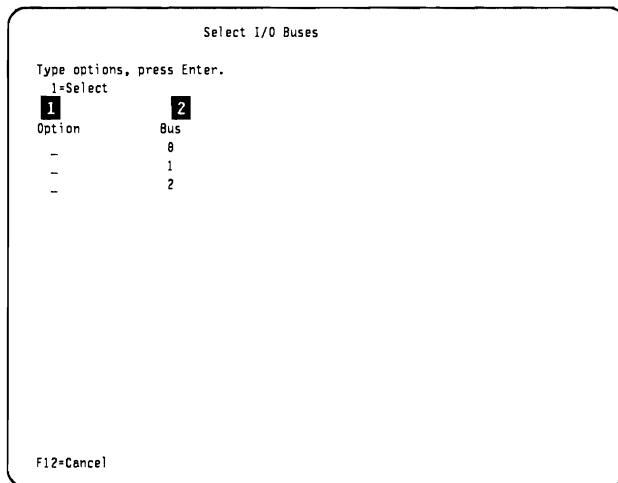 Select I/O Buses
Type options, press Enter.
1=Select
1 2
Option Bus
_ 0
_ 1
_ 2
F12=Cancel